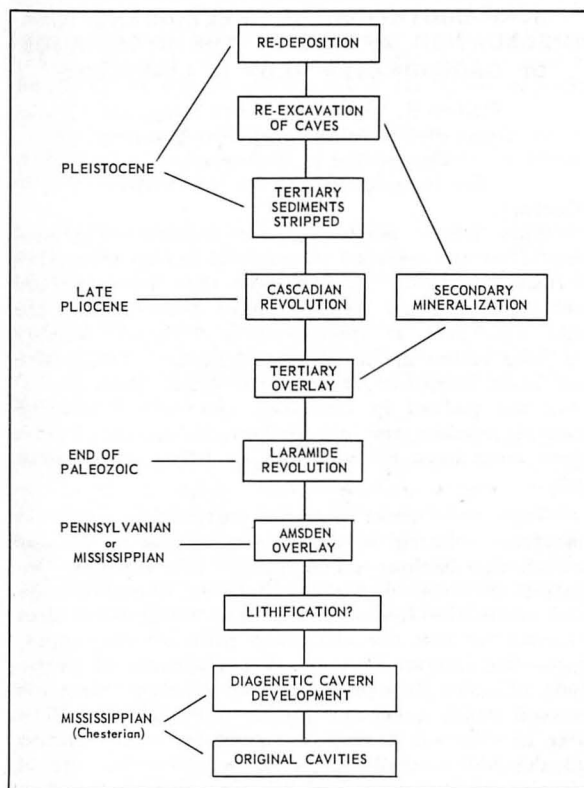 RE-DEPOSITION
RE-EXCAVATION
OF CAVES
PLEISTOCENE
TERTIARY
SEDIMENTS
STRIPPED
LATE
PLIOCENE
CASCADIAN
REVOLUTION
SECONDARY
MINERALIZATION
TERTIARY
OVERLAY
END OF
PALEOZOIC
LARAMIDE
REVOLUTION
PENNSYLVANIAN
or
MISSISSIPPIAN
AMSDEN
OVERLAY
LITHIFICATION?
DIAGENETIC CAVERN
DEVELOPMENT
MISSISSIPPIAN
(Chesterian)
ORIGINAL CAVITIES